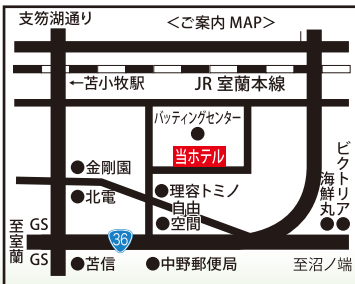 支笏湖通り
＜ご案内 MAP＞
←苫小牧駅
JR 室蘭本線
バッティングセンター
当ホテル
金剛園
北電
理容トミノ
自由
空間
ビクトリア
海鮮丸
至室蘭
GS
GS
36
苫信
中野郵便局
至沼ノ端